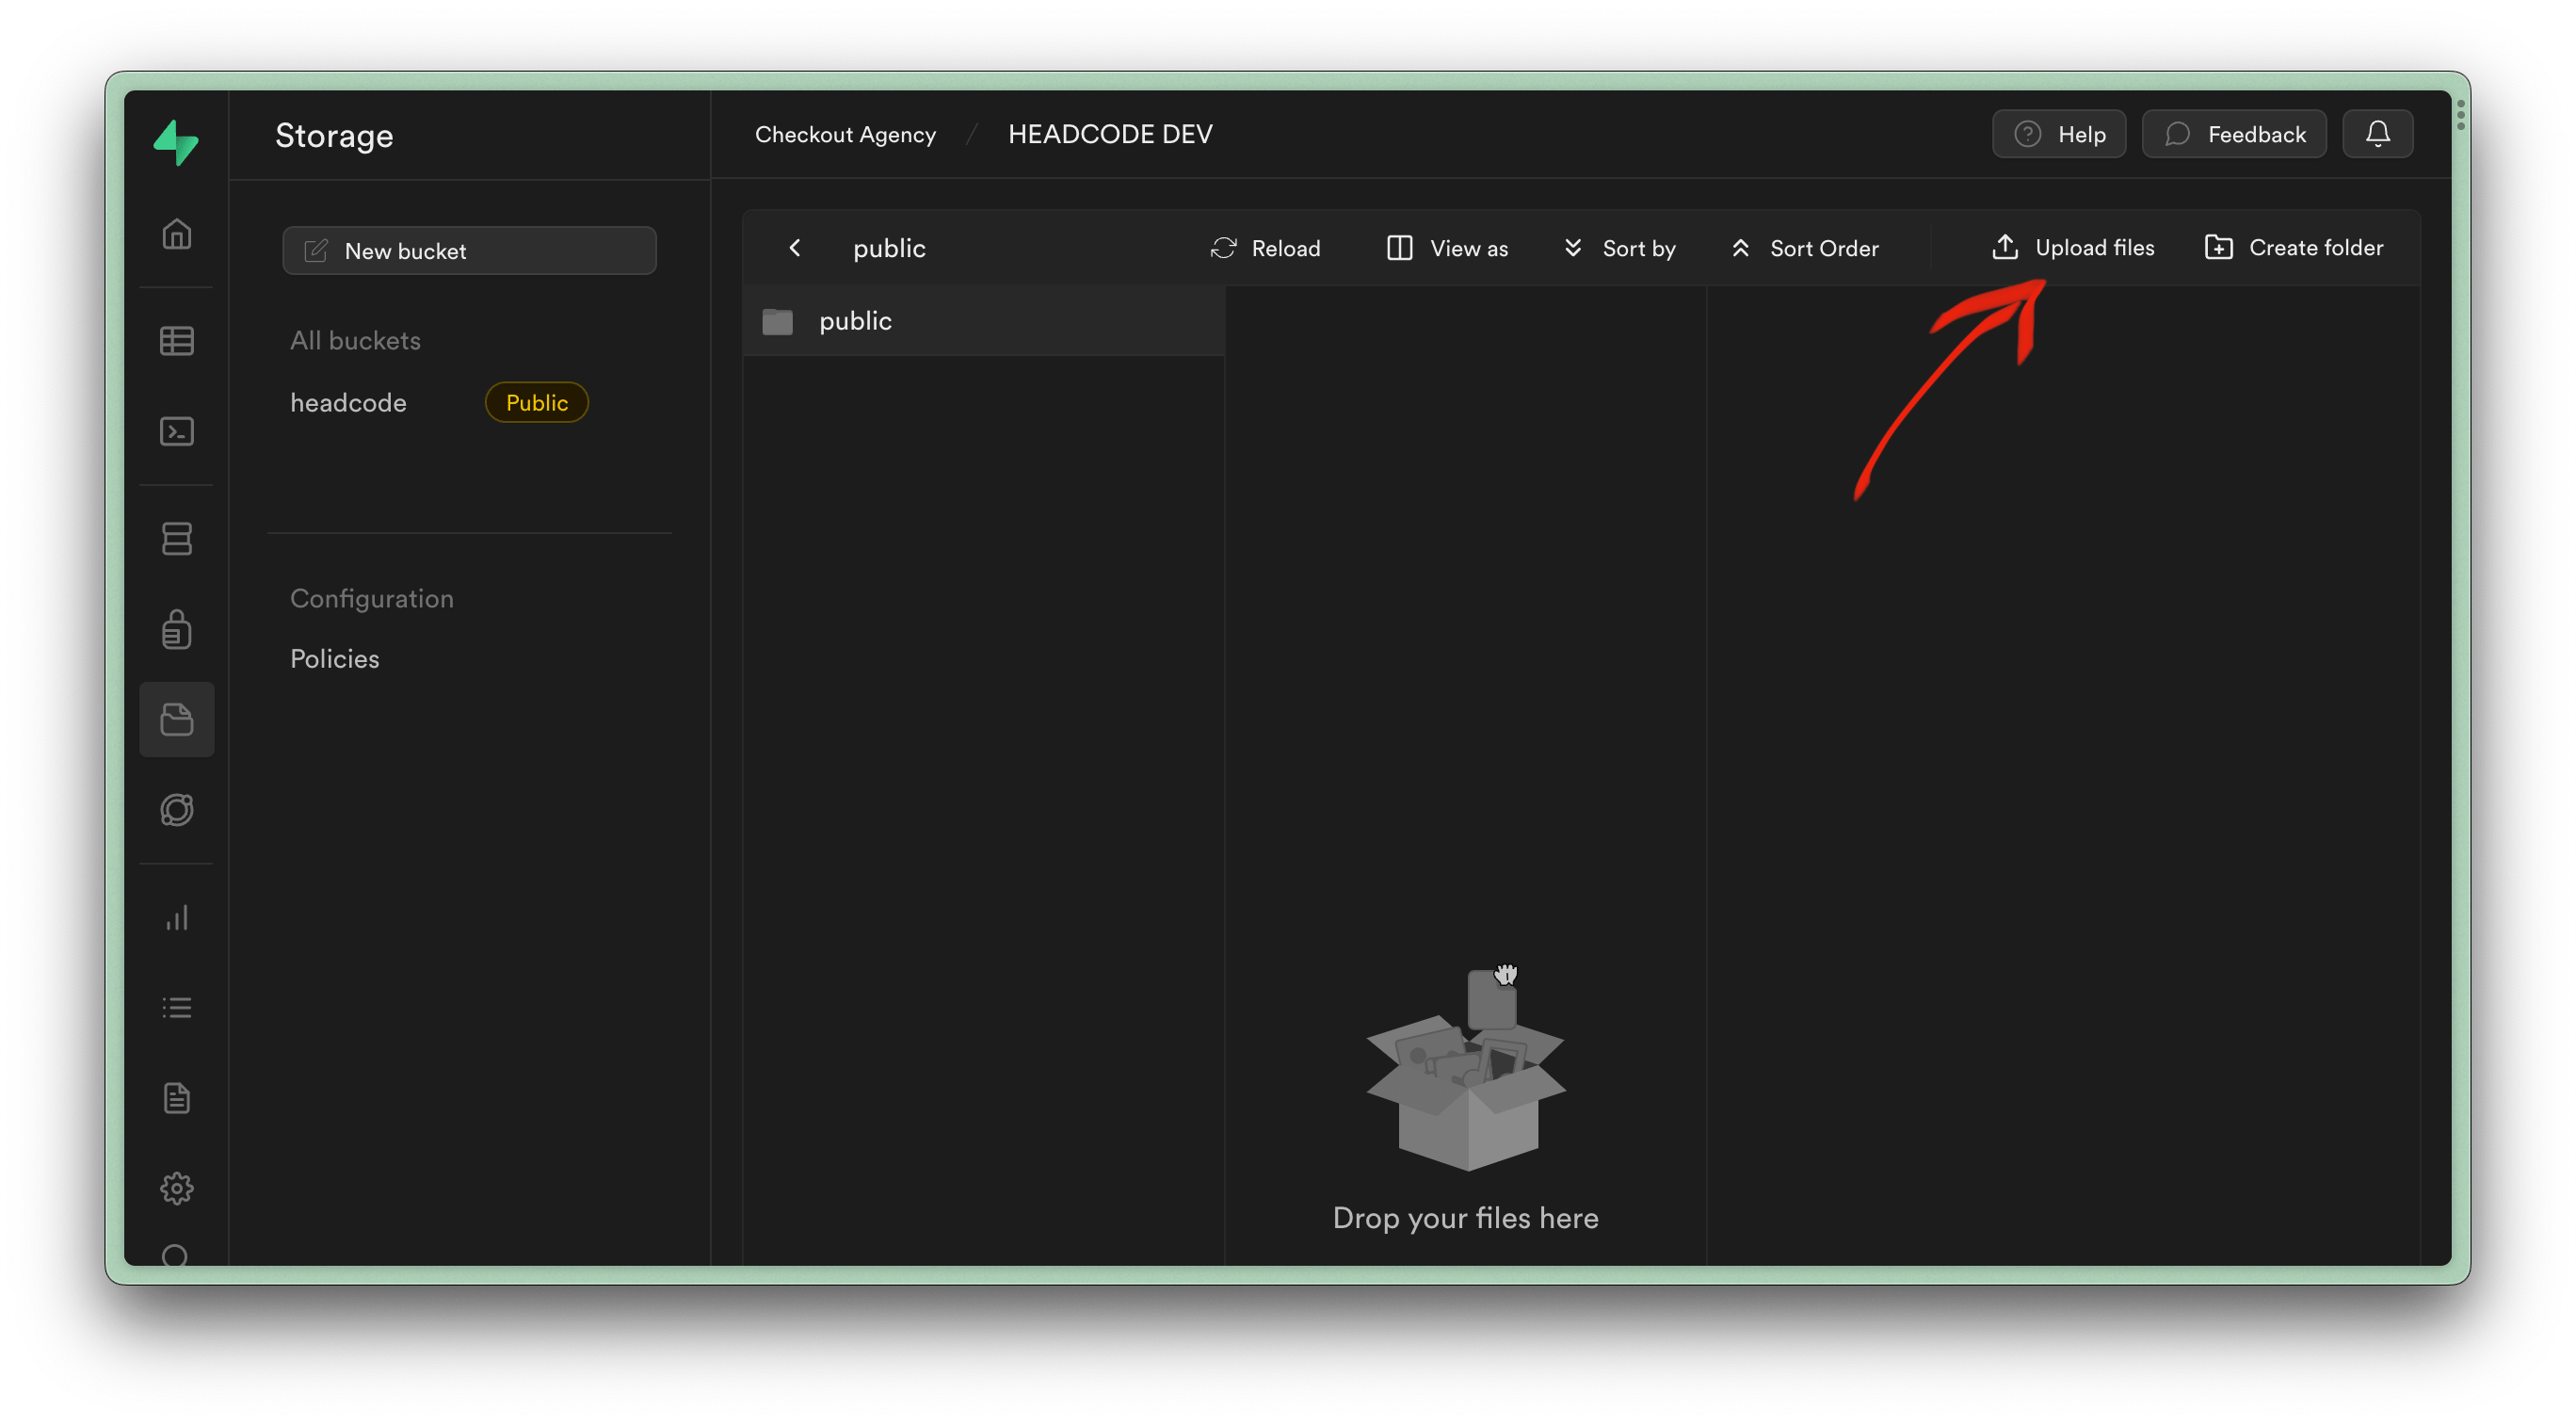 Storage
Checkout Agency / HEADCODE DEV
Help
Feedback
New bucket
All buckets
headcode
Public
Configuration
Policies
public
Reload
View as
Sort by
Sort Order
Upload files
Create folder
public
Drop your files here